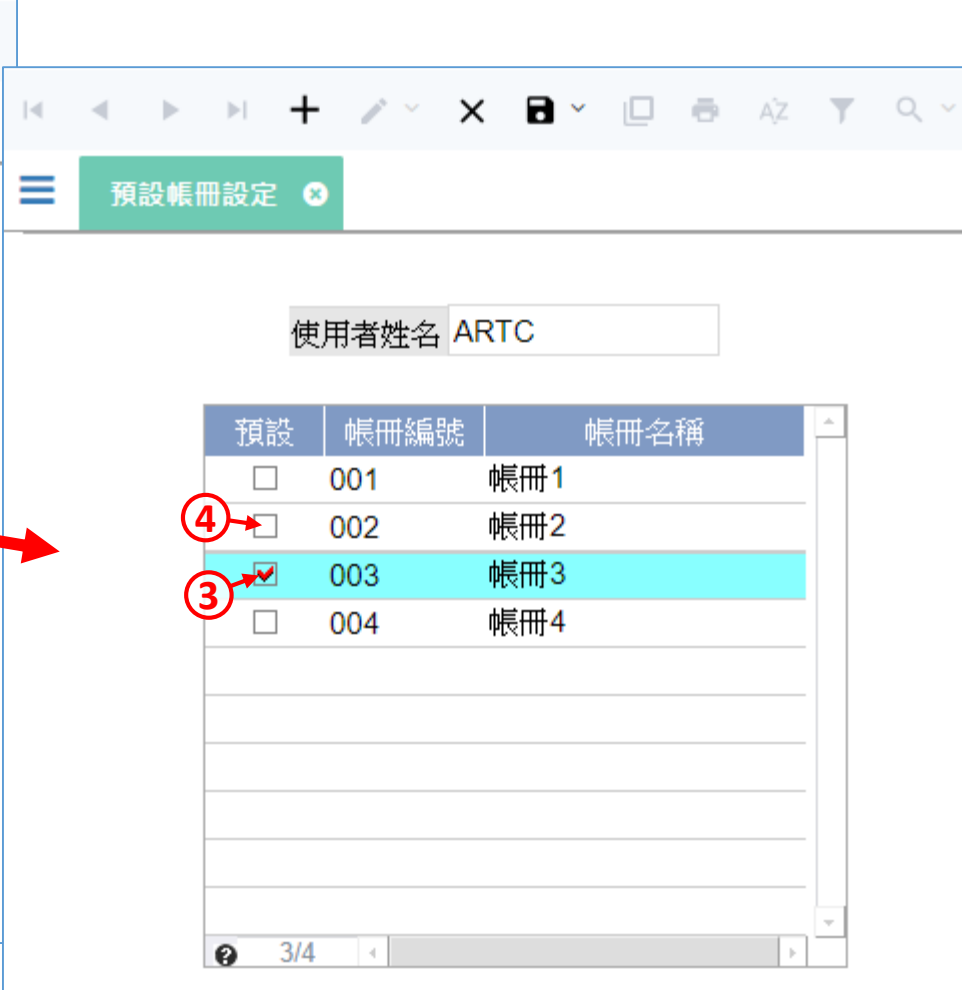 AZ
預設帳冊設定
使用者姓名 ARTC
預設 帳冊編號 帳冊名稱
001 帳冊1
④ 002 帳冊2
③ 003 帳冊3
004 帳冊4
3/4